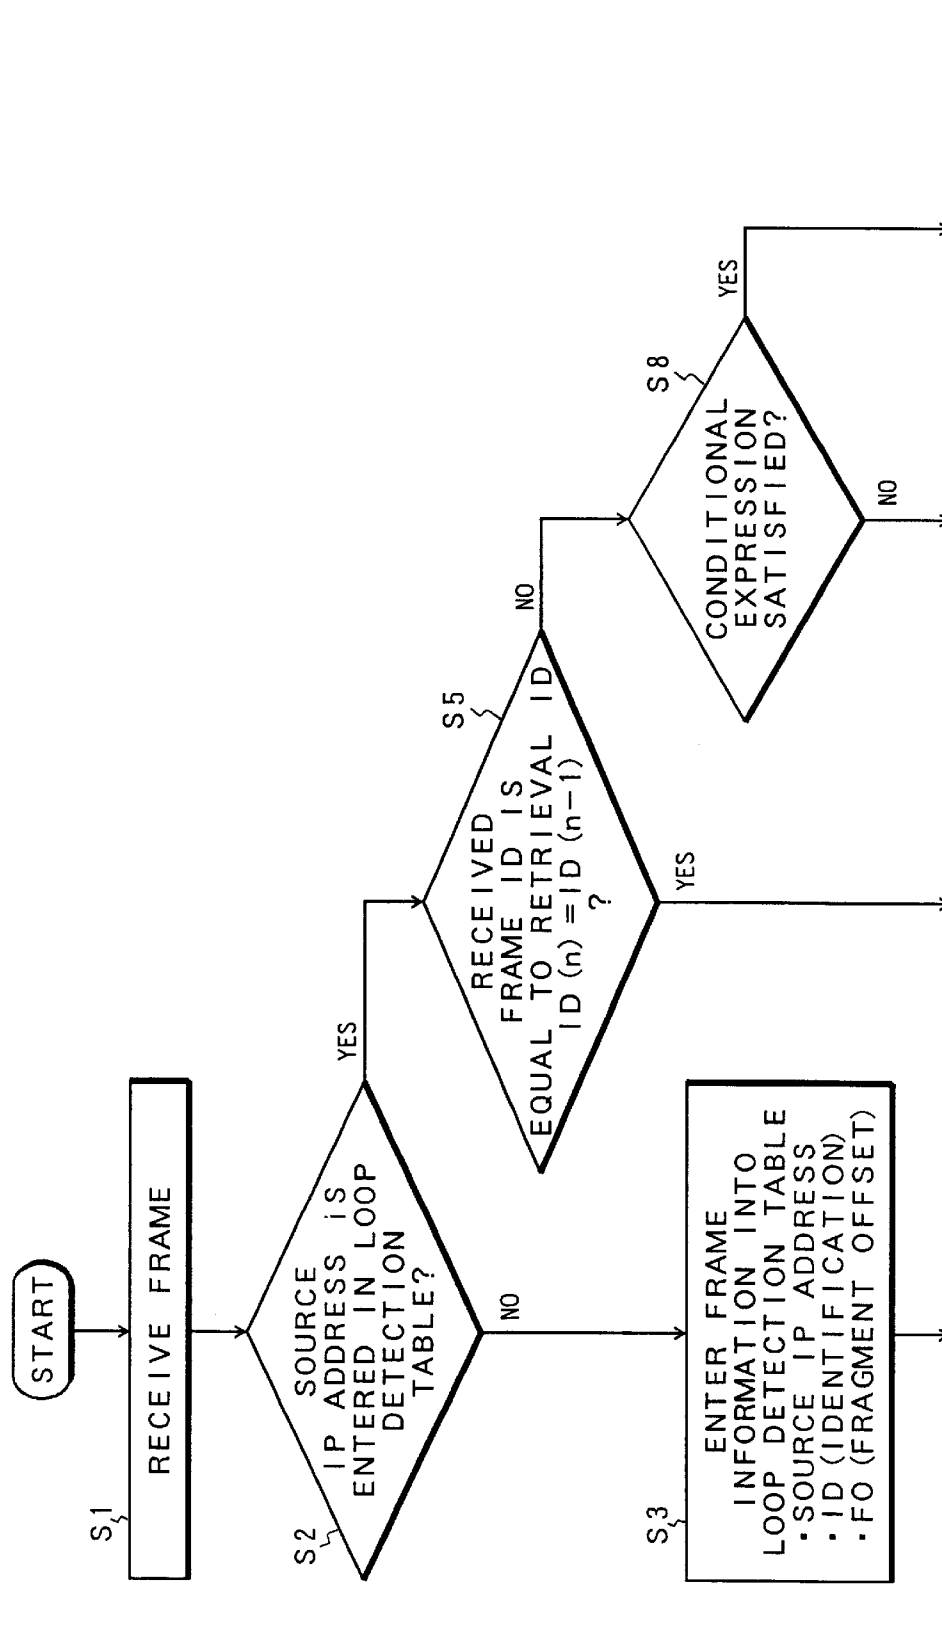 START
S1
RECEIVE FRAME
S2
SOURCE
IP ADDRESS iS
ENTERED IN LOOP
DETECTION
TABLE?
YES
NO
S3
ENTER FRAME
INFORMATION INTO
LOOP DETECTION TABLE
・SOURCE IP ADDRESS
・ID (IDENTIFICATION)
・FO (FRAGMENT OFFSET)
S5
RECEIVED
FRAME ID IS
EQUAL TO RETRIEVAL ID
ID (n) =ID (n−1)
?
NO
YES
S8
CONDITIONAL
EXPRESSION
SATISFIED?
YES
NO